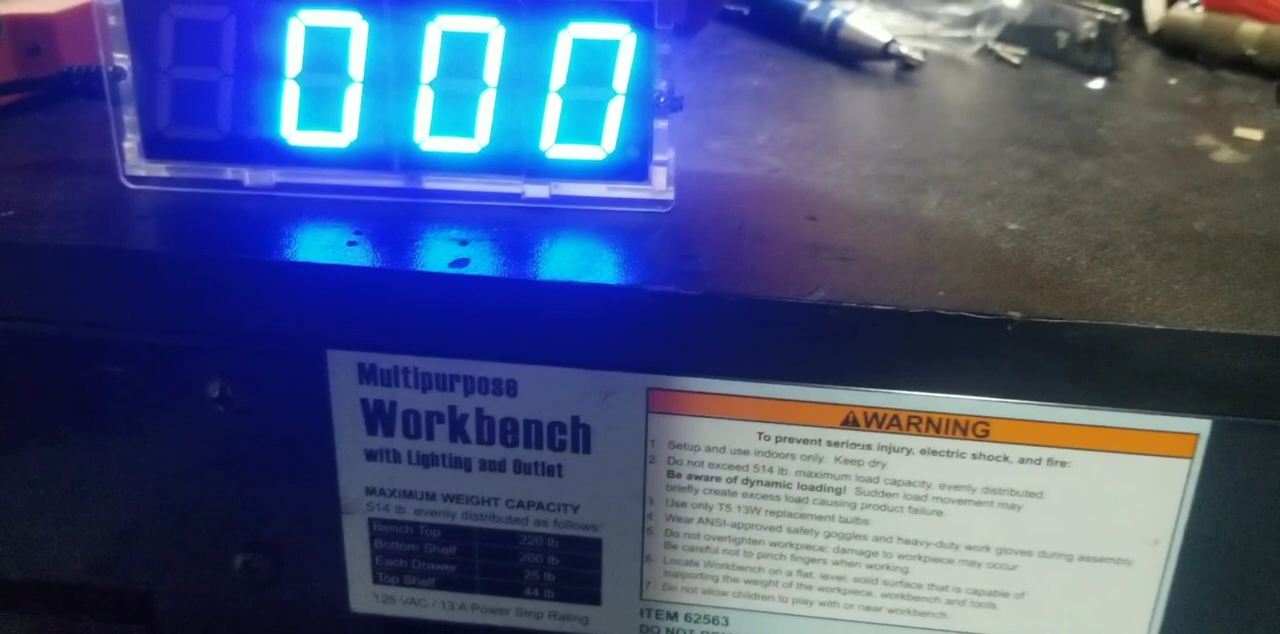 000
Multipurpose
Workbench
with Lighting and Outlet
MAXIMUM WEIGHT CAPACITY
514 lb. evenly distributed as follows:
Bench Top 220 lb
Bottom Shelf 200 lb
Each Drawer 25 lb
Top Shelf 44 lb
125 VAC / 13 A Power Strip Rating
WARNING
To prevent serious injury, electric shock, and fire:
1. Setup and use indoors only. Keep dry
2. Do not exceed 514 lb. maximum load capacity, evenly distributed.
Be aware of dynamic loading! Sudden load movement may
briefly create excess load causing product failure.
3. Use only T5 13W replacement bulbs.
4. Wear ANSI-approved safety goggles and heavy-duty work gloves during assembly.
5. Do not overtighten workpiece; damage to workpiece may occur.
Be careful not to pinch fingers when working.
6. Locate Workbench on a flat, level, solid surface that is capable of
supporting the weight of the workpiece, workbench and tools.
7. Do not allow children to play with or near workbench.
ITEM 62563
DO NOT